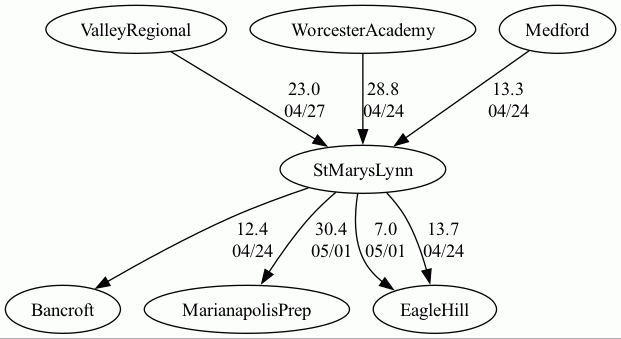 ValleyRegional
WorcesterAcademy
Medford
23.0
04/27
28.8
04/24
13.3
04/24
StMarysLynn
12.4
04/24
30.4
05/01
7.0
05/01
13.7
04/24
Bancroft
MarianapolisPrep
EagleHill